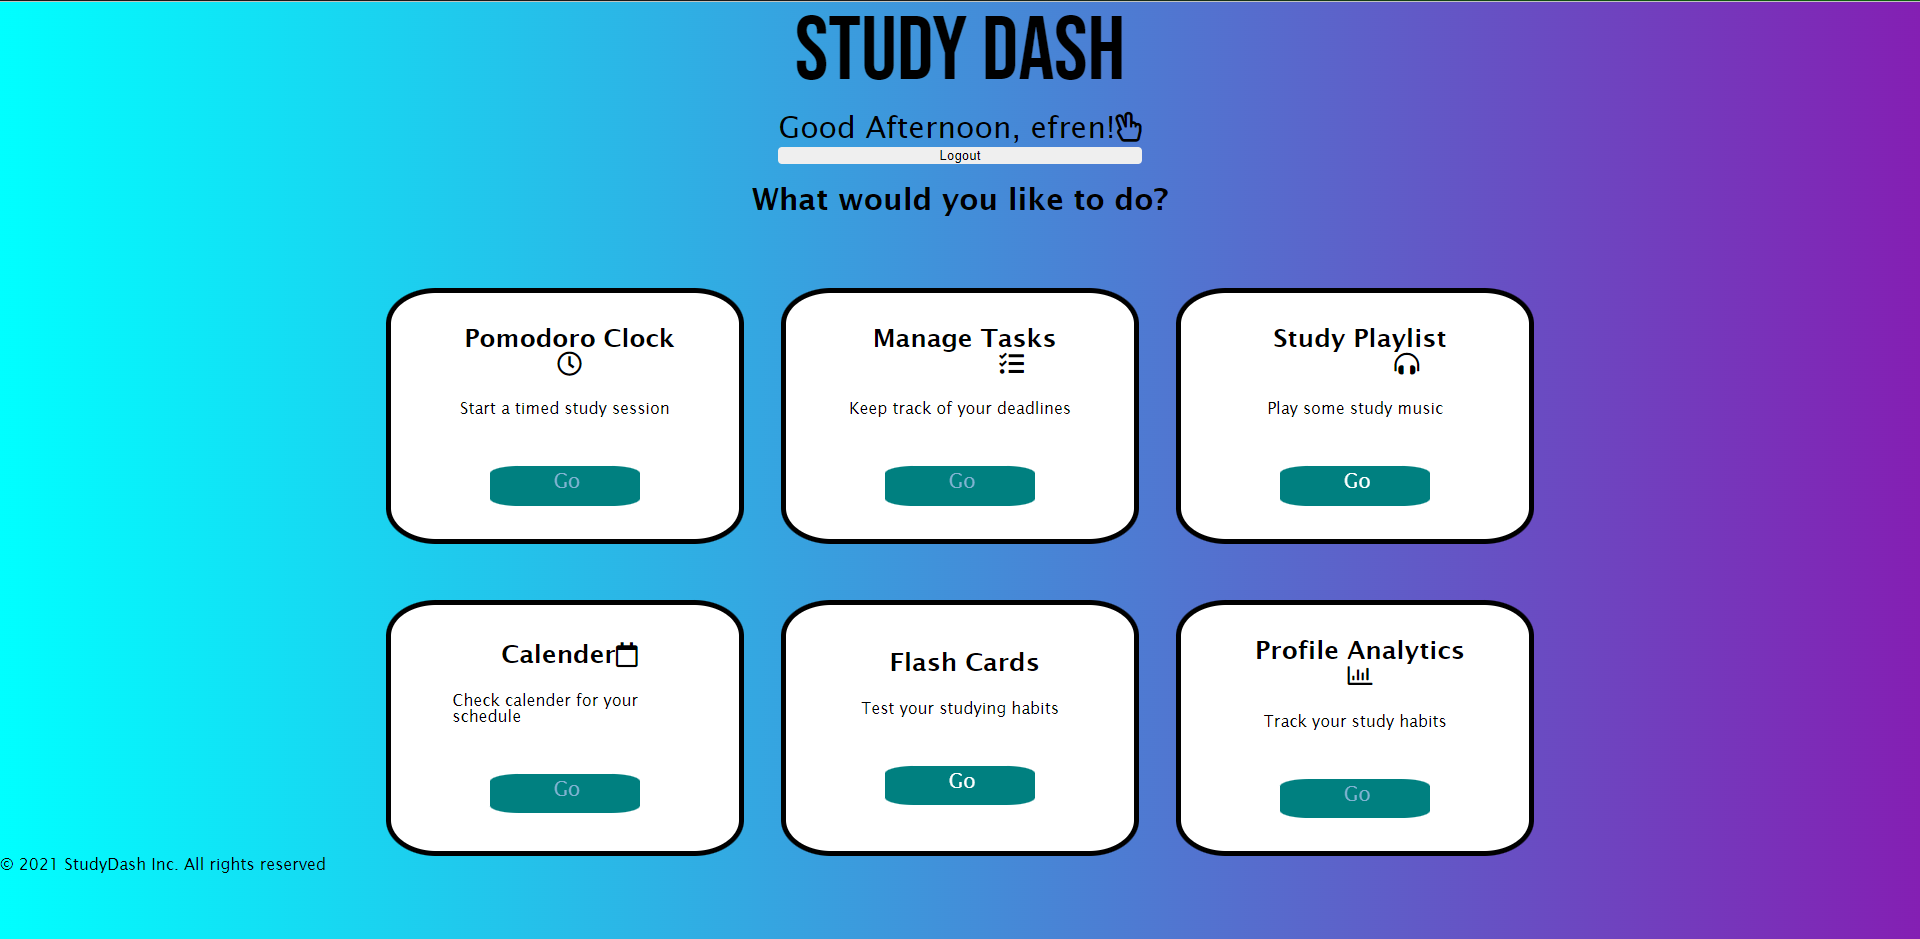 STUDY DASH
Good Afternoon, efren!
Logout
What would you like to do?
Pomodoro Clock
Start a timed study session
Go
Manage Tasks
Keep track of your deadlines
Go
Study Playlist
Play some study music
Go
Calender
Check calender for your
schedule
Go
Flash Cards
Test your studying habits
Go
Profile Analytics
Track your study habits
Go
© 2021 StudyDash Inc. All rights reserved